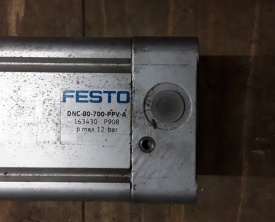 FESTO
DNC-80-700-PPV-A
163430 P908
p max 12 bar